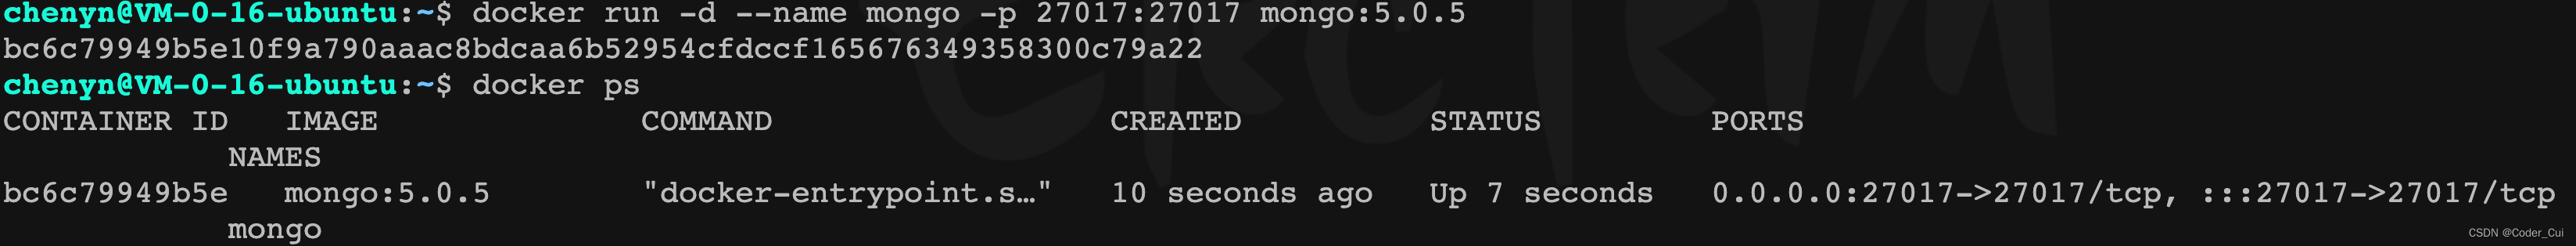 chenyn@VM-0-16-ubuntu:~$ docker run -d --name mongo -p 27017:27017 mongo:5.0.5
bc6c79949b5e10f9a790aaac8bdcaa6b52954cfdccf165676349358300c79a22
chenyn@VM-0-16-ubuntu:~$ docker ps
CONTAINER ID   IMAGE              COMMAND                  CREATED          STATUS         PORTS
            NAMES
bc6c79949b5e   mongo:5.0.5        "docker-entrypoint.s…"   10 seconds ago   Up 7 seconds   0.0.0.0:27017->27017/tcp, :::27017->27017/tcp
            mongo
CSDN @Coder_Cui